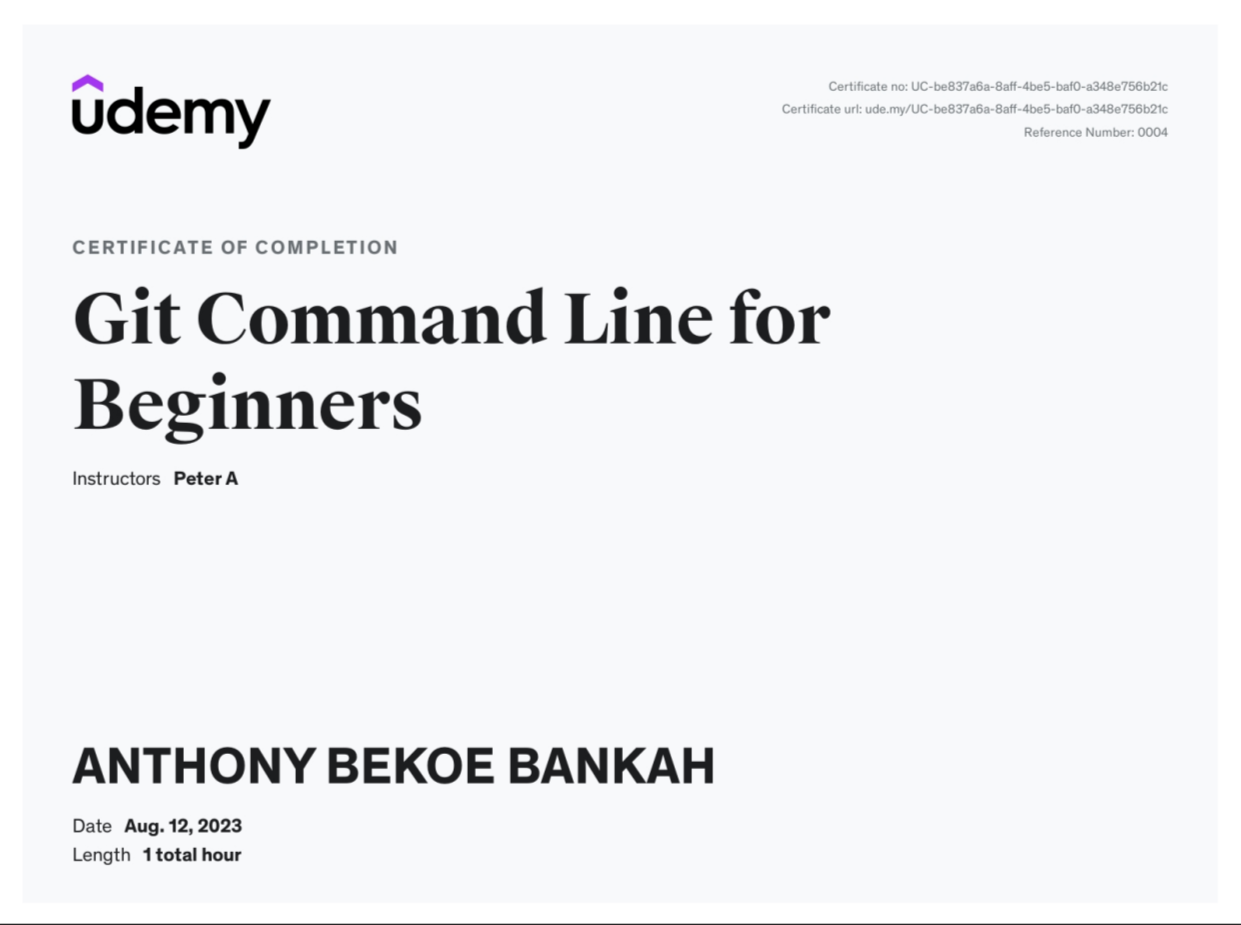 udemy
Certificate no: UC-be837a6a-8aff-4be5-baf0-a348e756b21c
Certificate url: ude.my/UC-be837a6a-8aff-4be5-baf0-a348e756b21c
Reference Number: 0004
CERTIFICATE OF COMPLETION
Git Command Line for
Beginners
Instructors Peter A
ANTHONY BEKOE BANKAH
Date Aug. 12, 2023
Length 1 total hour